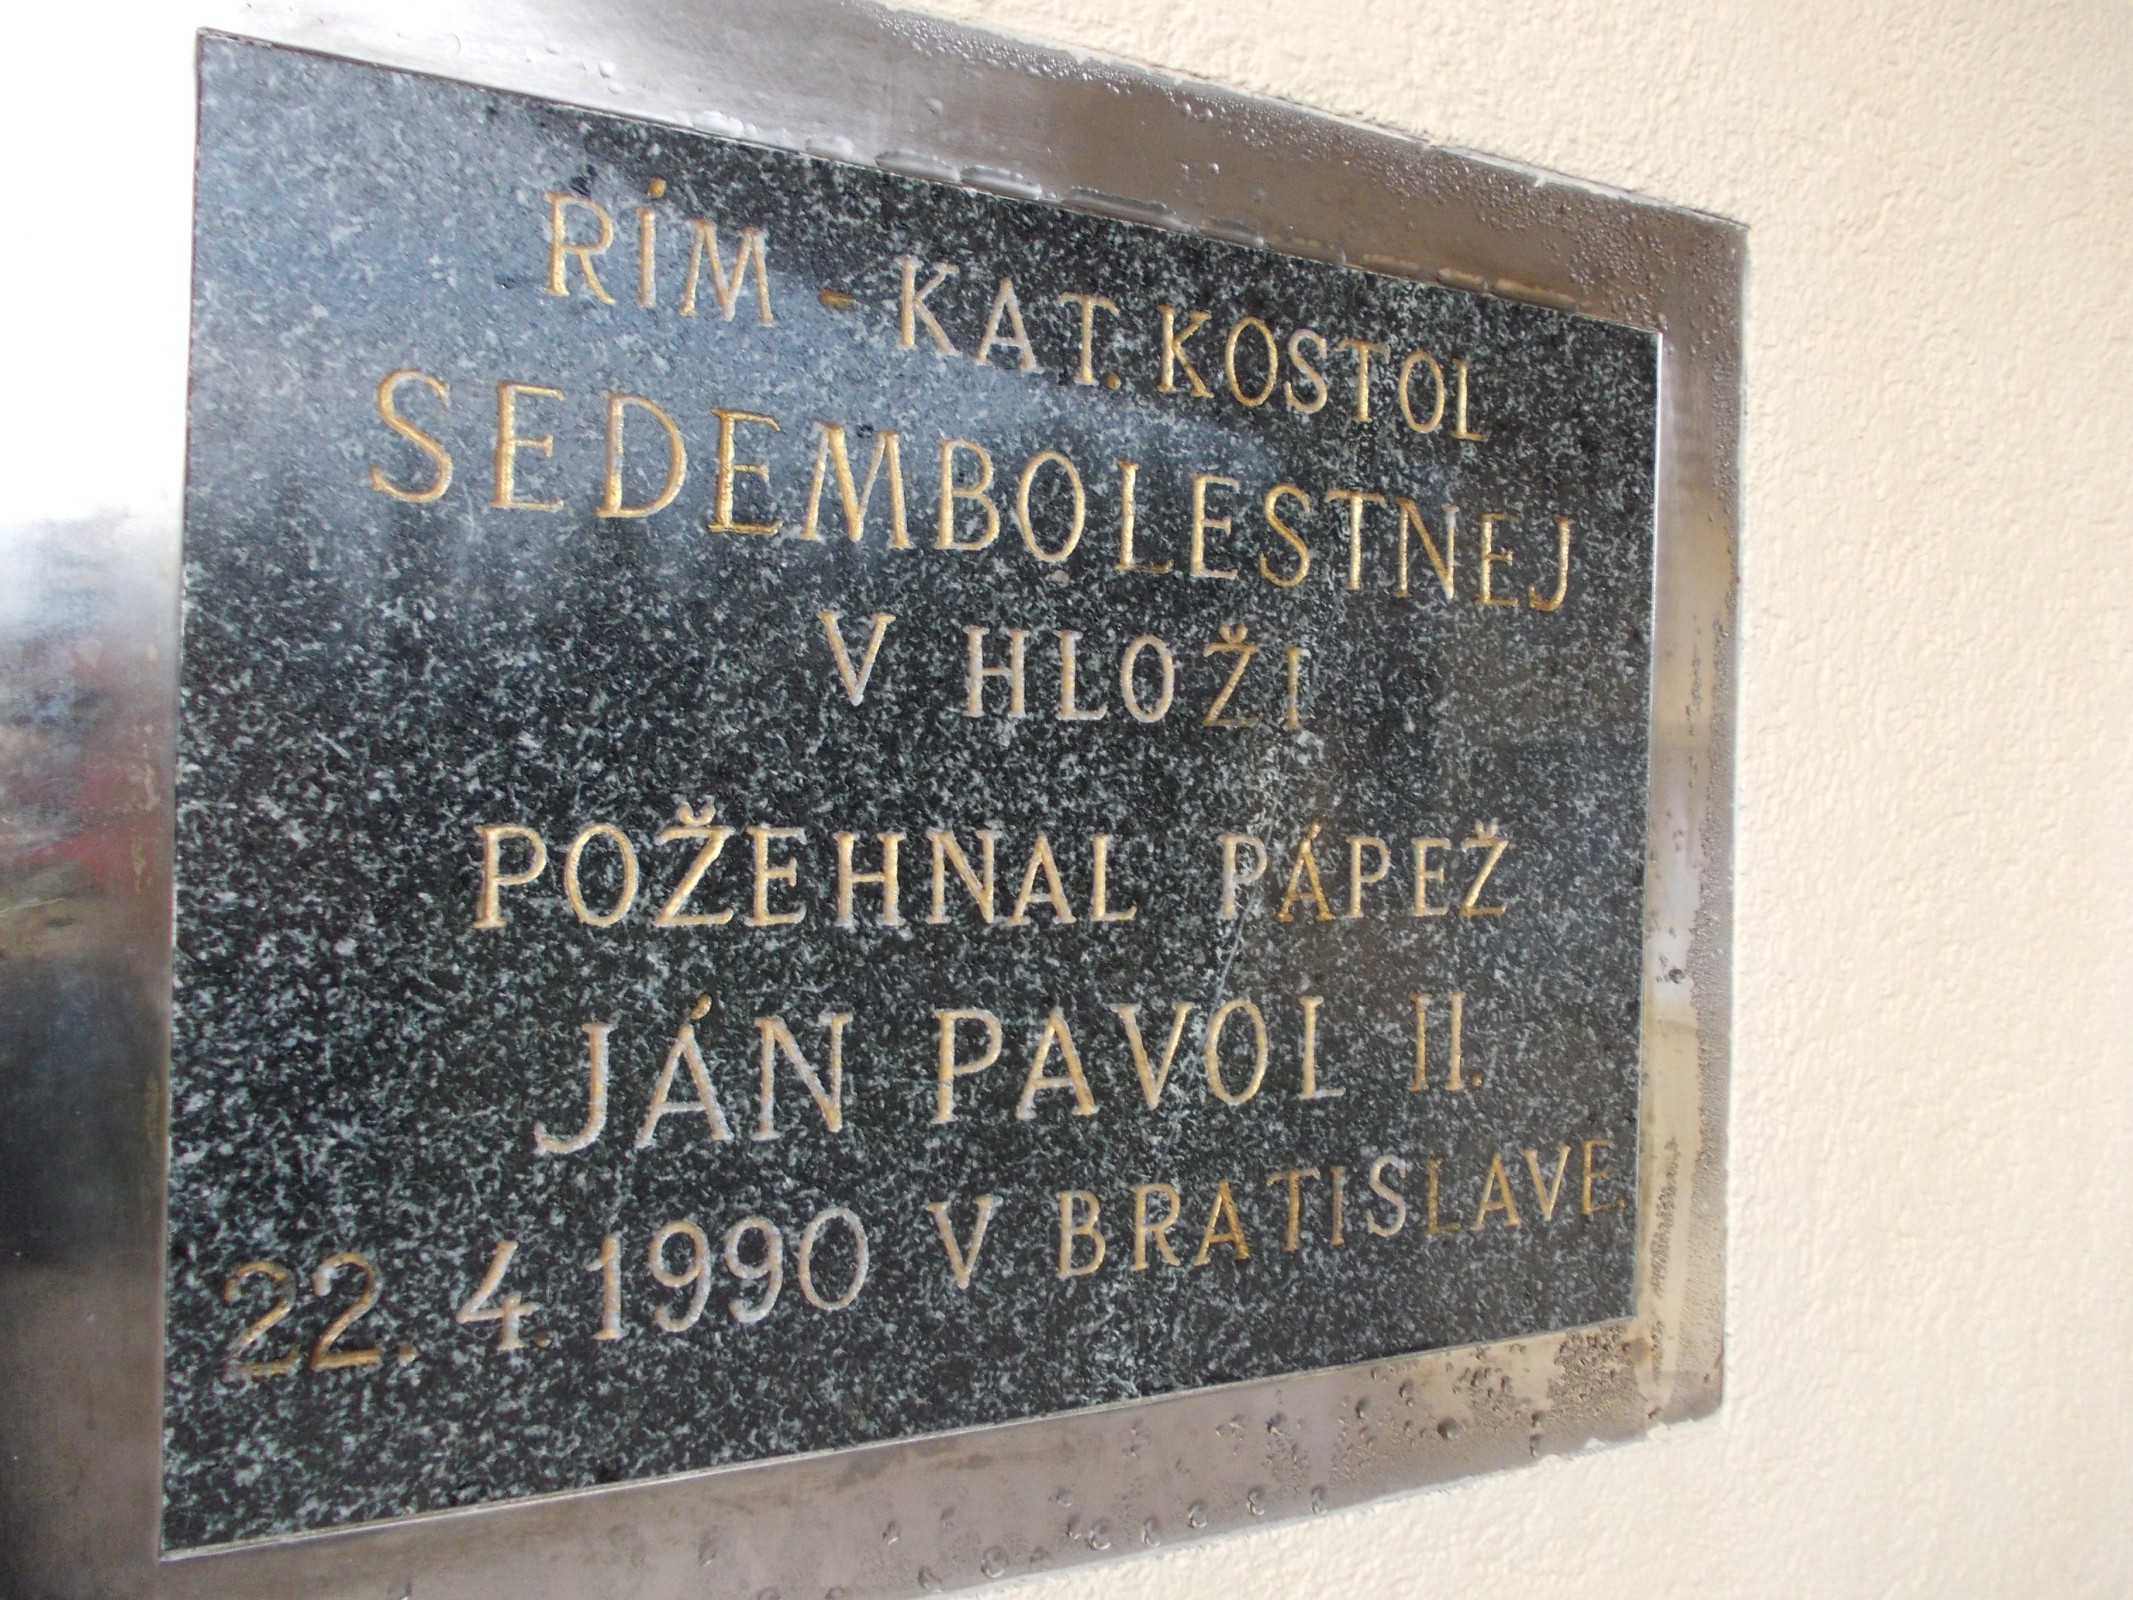 RÍM - KAT. KOSTOL
SEDEMBOLESTNEJ
V HLOŽI
POŽEHNAL PÁPEŽ
JÁN PAVOL II.
22. 4. 1990 V BRATISLAVE.